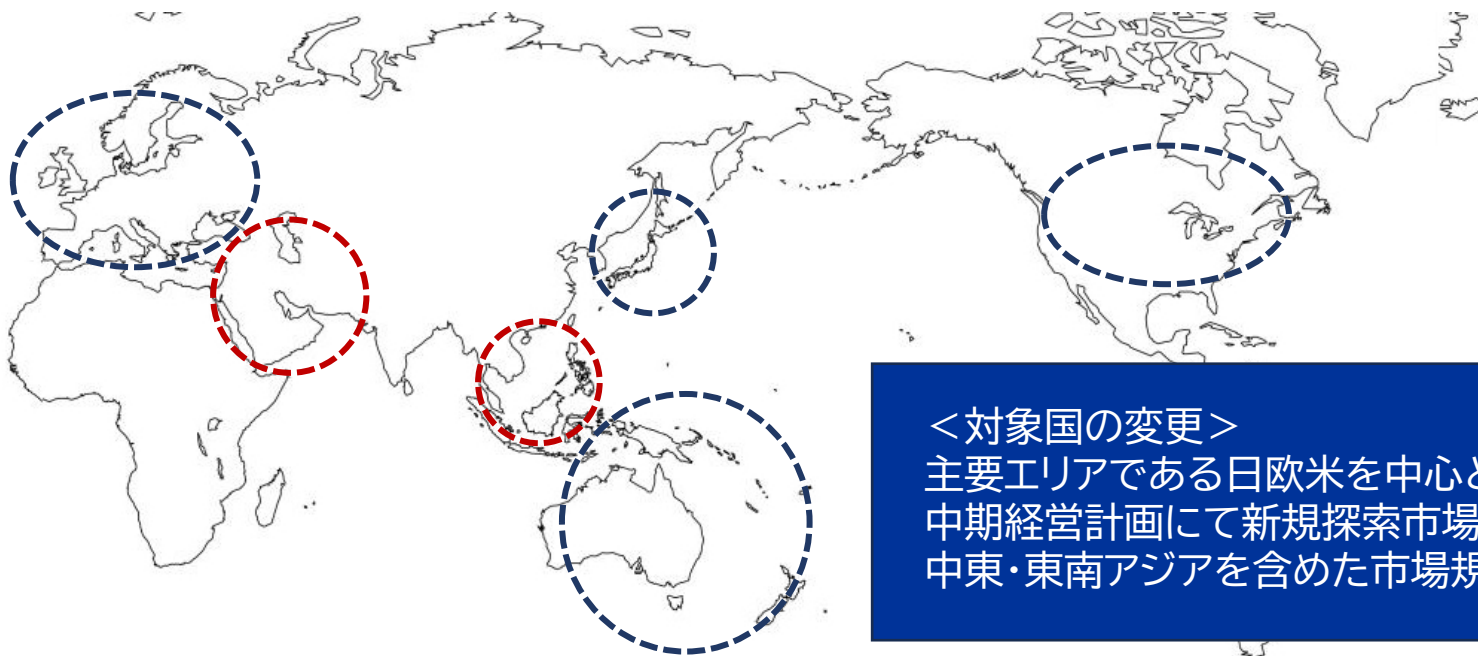 ＜対象国の変更＞
主要エリアである日欧米を中心と
中期経営計画にて新規探索市場
中東・東南アジアを含めた市場規